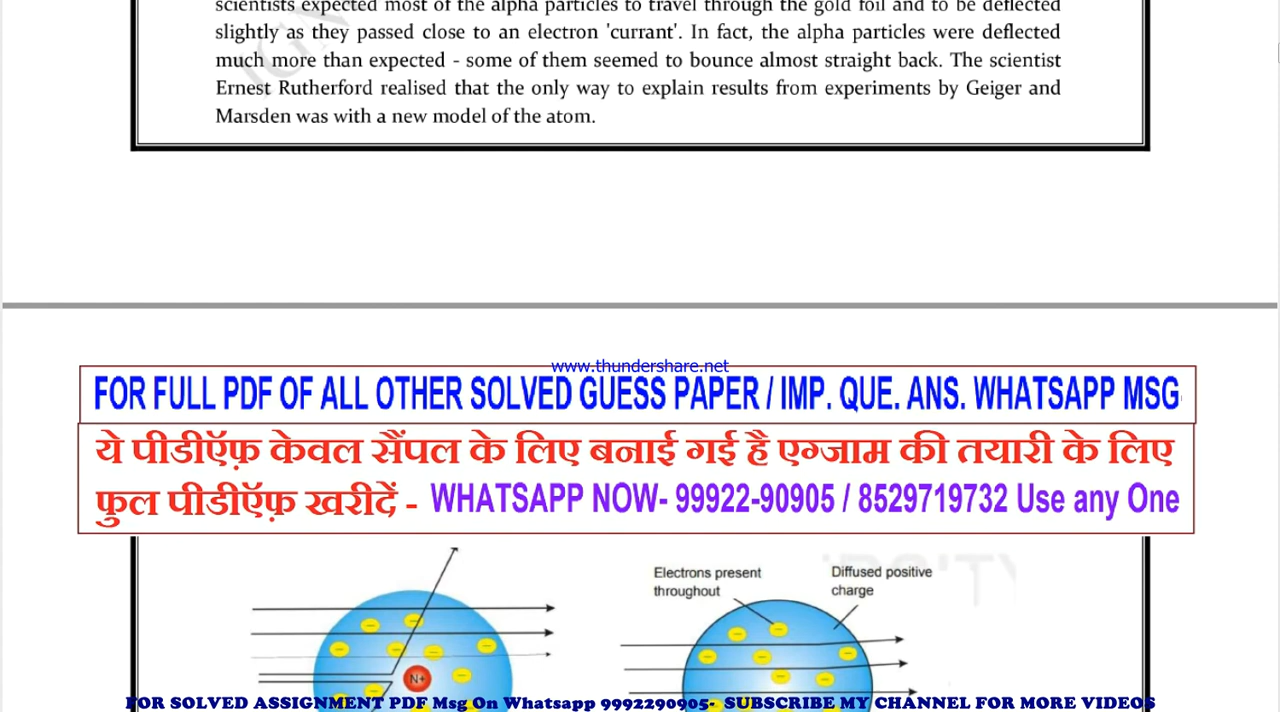 scientists expected most of the alpha particles to travel through the gold foil and to be deflected
slightly as they passed close to an electron 'currant'. In fact, the alpha particles were deflected
much more than expected - some of them seemed to bounce almost straight back. The scientist
Ernest Rutherford realised that the only way to explain results from experiments by Geiger and
Marsden was with a new model of the atom.
www.thundershare.net
FOR FULL PDF OF ALL OTHER SOLVED GUESS PAPER / IMP. QUE. ANS. WHATSAPP MSG
ये पीडीऍफ़ केवल सैंपल के लिए बनाई गई है एग्जाम की तयारी के लिए
फुल पीडीऍफ़ खरीदें - WHATSAPP NOW- 99922-90905 / 8529719732 Use any One
Electrons present
throughout
Diffused positive
charge
N+
FOR SOLVED ASSIGNMENT PDF Msg On Whatsapp 9992290905- SUBSCRIBE MY CHANNEL FOR MORE VIDEOS